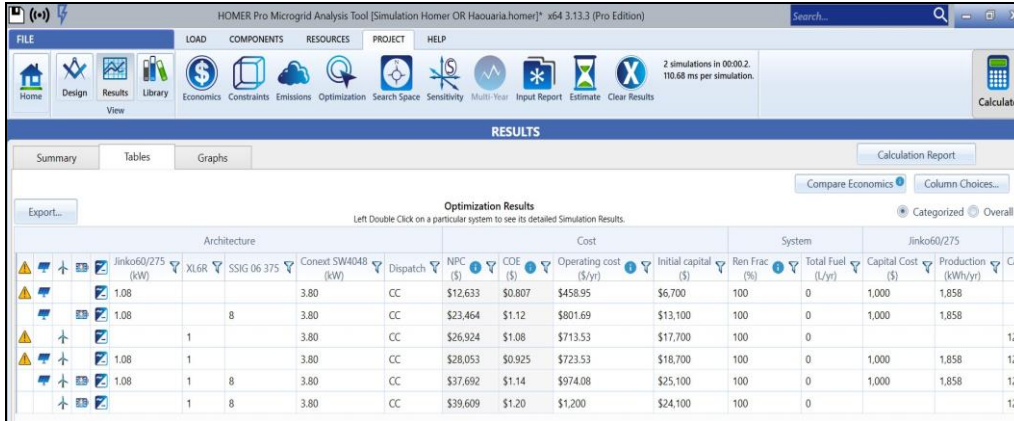 HOMER Pro Microgrid Analysis Tool [Simulation Homer OR Haouaria.homer]* x64 3.13.3 (Pro Edition)
Search...
FILE LOAD COMPONENTS RESOURCES PROJECT HELP
Home Design Results Library Economics Constraints Emissions Optimization Search Space Sensitivity Multi-Year Input Report Estimate Clear Results
View
2 simulations in 00:00.2.
110.68 ms per simulation.
Calculate
RESULTS
Summary Tables Graphs Calculation Report
Compare Economics Column Choices...
Export... Optimization Results Categorized Overall
Left Double Click on a particular system to see its detailed Simulation Results.
Architecture Cost System Jinko60/275
Jinko60/275 (kW) XL6R SSIG 06 375 Conext SW4048 (kW) Dispatch NPC ($) COE ($) Operating cost ($/yr) Initial capital ($) Ren Frac (%) Total Fuel (L/yr) Capital Cost ($) Production (kWh/yr)
1.08 3.80 CC $12,633 $0.807 $458.95 $6,700 100 0 1,000 1,858
1.08 8 3.80 CC $23,464 $1.12 $801.69 $13,100 100 0 1,000 1,858
1 3.80 CC $26,924 $1.08 $713.53 $17,700 100 0
1.08 1 3.80 CC $28,053 $0.925 $723.53 $18,700 100 0 1,000 1,858
1.08 1 8 3.80 CC $37,692 $1.14 $974.08 $25,100 100 0 1,000 1,858
1 8 3.80 CC $39,609 $1.20 $1,200 $24,100 100 0